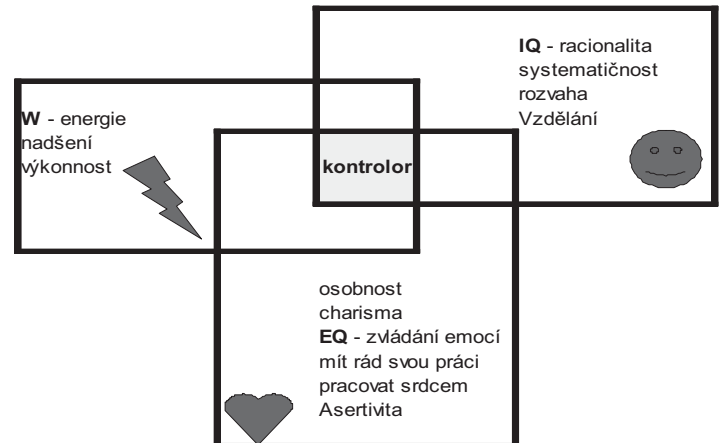 IQ - racionalita
systematičnost
rozvaha
Vzdělání
W - energie
nadšení
výkonnost
kontrolor
osobnost
charisma
EQ - zvládání emocí
mít rád svou práci
pracovat srdcem
Asertivita